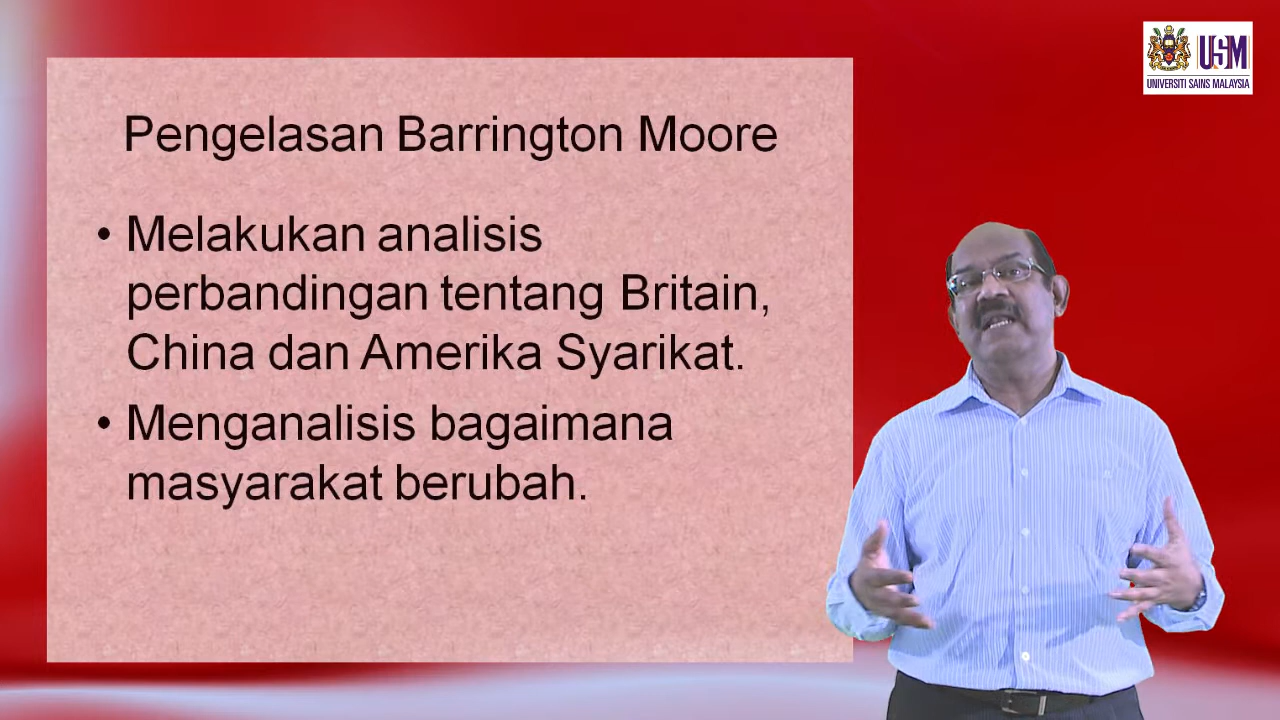 USM
UNIVERSITI SAINS MALAYSIA
Pengelasan Barrington Moore
• Melakukan analisis
perbandingan tentang Britain,
China dan Amerika Syarikat.
• Menganalisis bagaimana
masyarakat berubah.